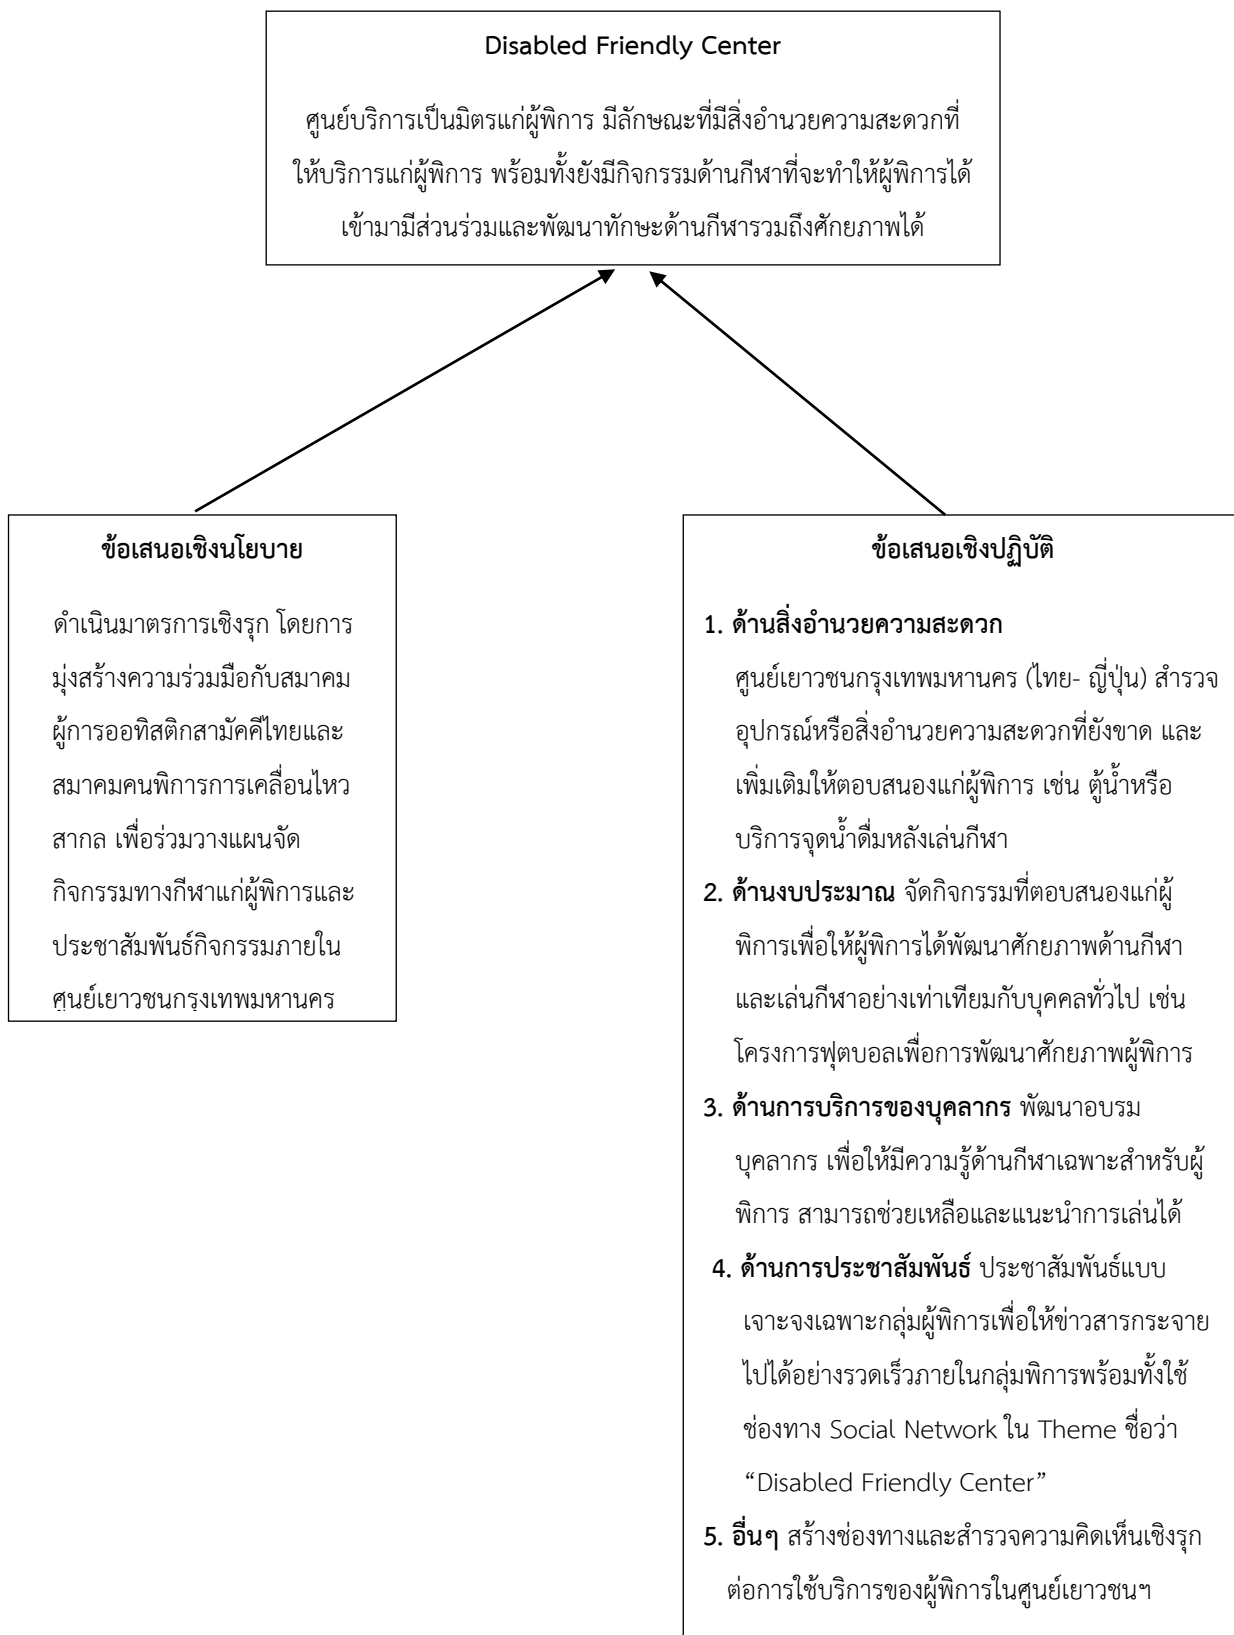 Disabled Friendly Center
ศูนย์บริการเป็นมิตรแก่ผู้พิการ มีลักษณะที่มีสิ่งอำนวยความสะดวกที่
ให้บริการแก่ผู้พิการ พร้อมทั้งยังมีกิจกรรมด้านกีฬาที่จะทำให้ผู้พิการได้
เข้ามามีส่วนร่วมและพัฒนาทักษะด้านกีฬารวมถึงศักยภาพได้
ข้อเสนอเชิงนโยบาย
ดำเนินมาตรการเชิงรุก โดยการ
มุ่งสร้างความร่วมมือกับสมาคม
ผู้การออทิสติกสามัคคีไทยและ
สมาคมคนพิการการเคลื่อนไหว
สากล เพื่อร่วมวางแผนจัด
กิจกรรมทางกีฬาแก่ผู้พิการและ
ประชาสัมพันธ์กิจกรรมภายใน
ศูนย์เยาวชนกรุงเทพมหานคร
ข้อเสนอเชิงปฏิบัติ
1. ด้านสิ่งอำนวยความสะดวก
ศูนย์เยาวชนกรุงเทพมหานคร (ไทย- ญี่ปุ่น) สำรวจ
อุปกรณ์หรือสิ่งอำนวยความสะดวกที่ยังขาด และ
เพิ่มเติมให้ตอบสนองแก่ผู้พิการ เช่น ตู้น้ำหรือ
บริการจุดน้ำดื่มหลังเล่นกีฬา
2. ด้านงบประมาณ จัดกิจกรรมที่ตอบสนองแก่ผู้
พิการเพื่อให้ผู้พิการได้พัฒนาศักยภาพด้านกีฬา
และเล่นกีฬาอย่างเท่าเทียมกับบุคคลทั่วไป เช่น
โครงการฟุตบอลเพื่อการพัฒนาศักยภาพผู้พิการ
3. ด้านการบริการของบุคลากร พัฒนาอบรม
บุคลากร เพื่อให้มีความรู้ด้านกีฬาเฉพาะสำหรับผู้
พิการ สามารถช่วยเหลือและแนะนำการเล่นได้
4. ด้านการประชาสัมพันธ์ ประชาสัมพันธ์แบบ
เจาะจงเฉพาะกลุ่มผู้พิการเพื่อให้ข่าวสารกระจาย
ไปได้อย่างรวดเร็วภายในกลุ่มพิการพร้อมทั้งใช้
ช่องทาง Social Network ใน Theme ชื่อว่า
“Disabled Friendly Center”
5. อื่นๆ สร้างช่องทางและสำรวจความคิดเห็นเชิงรุก
ต่อการใช้บริการของผู้พิการในศูนย์เยาวชนฯ